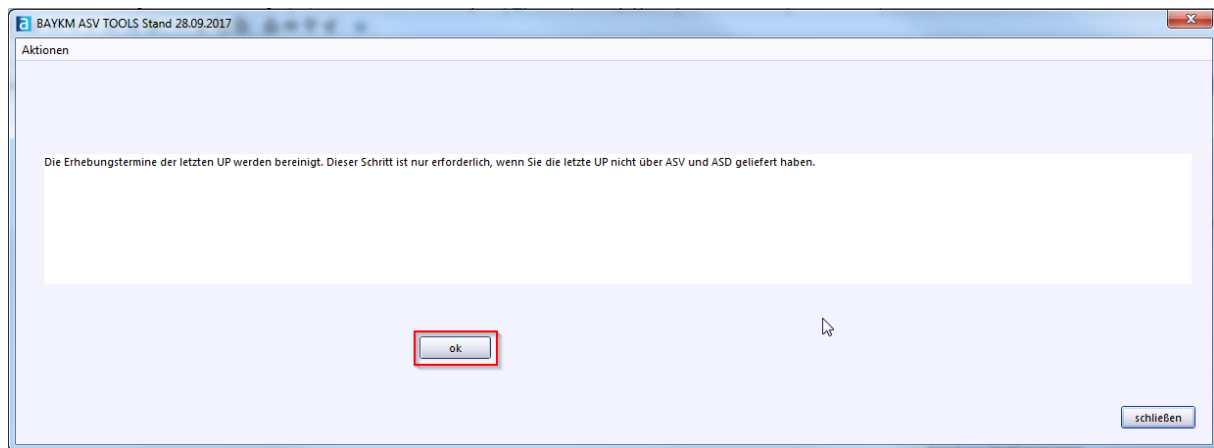 BAYKM ASV TOOLS Stand 28.09.2017
Aktionen
Die Erhebungstermine der letzten UP werden bereinigt. Dieser Schritt ist nur erforderlich, wenn Sie die letzte UP nicht über ASV und ASD geliefert haben.
ok
schließen